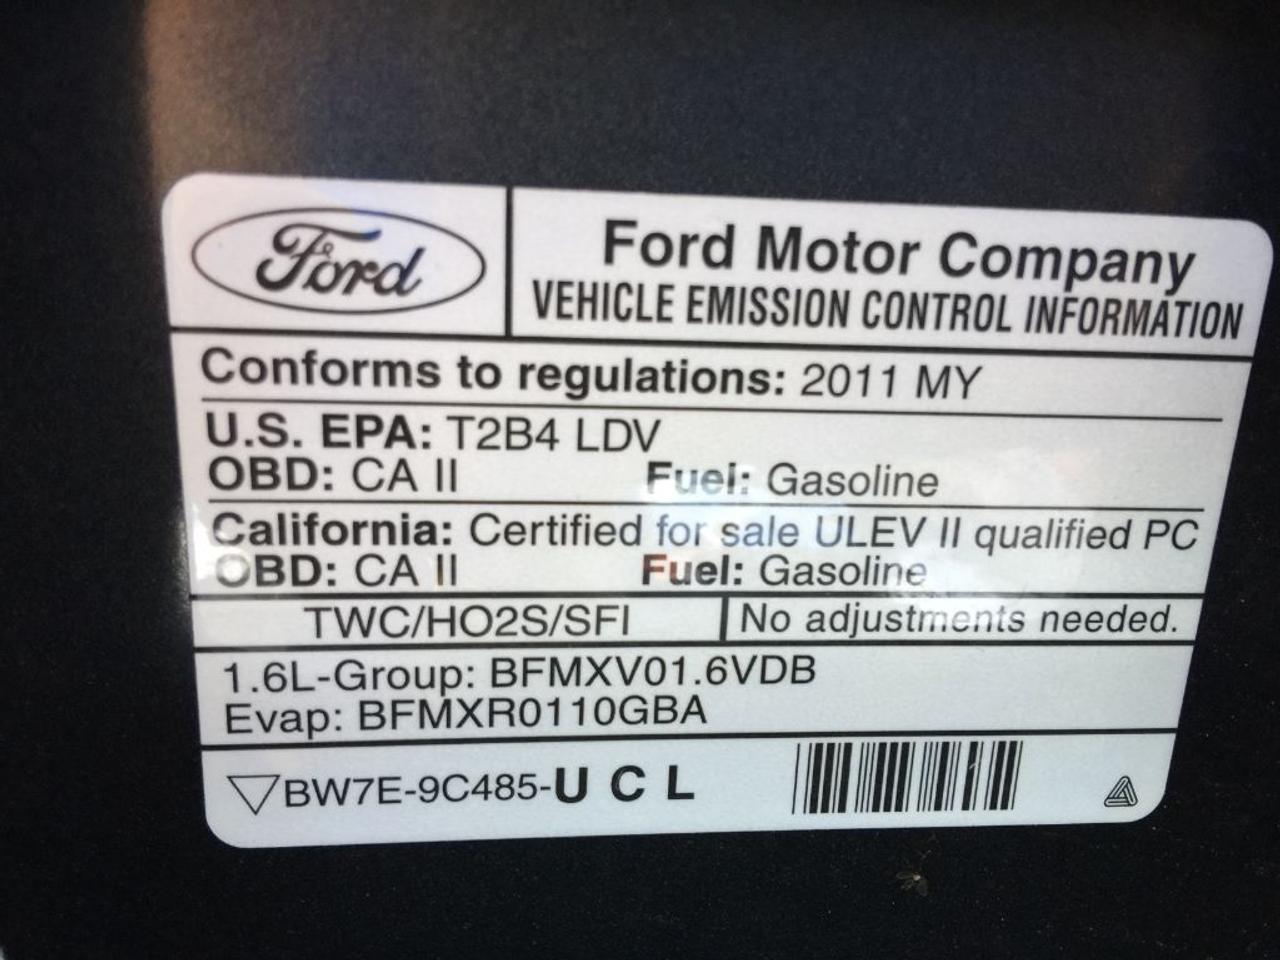 Ford
Ford Motor Company
VEHICLE EMISSION CONTROL INFORMATION
Conforms to regulations: 2011 MY
U.S. EPA: T2B4 LDV
OBD: CA II Fuel: Gasoline
California: Certified for sale ULEV II qualified PC
OBD: CA II Fuel: Gasoline
TWC/HO2S/SFI No adjustments needed.
1.6L-Group: BFMXV01.6VDB
Evap: BFMXR0110GBA
BW7E-9C485-U C L